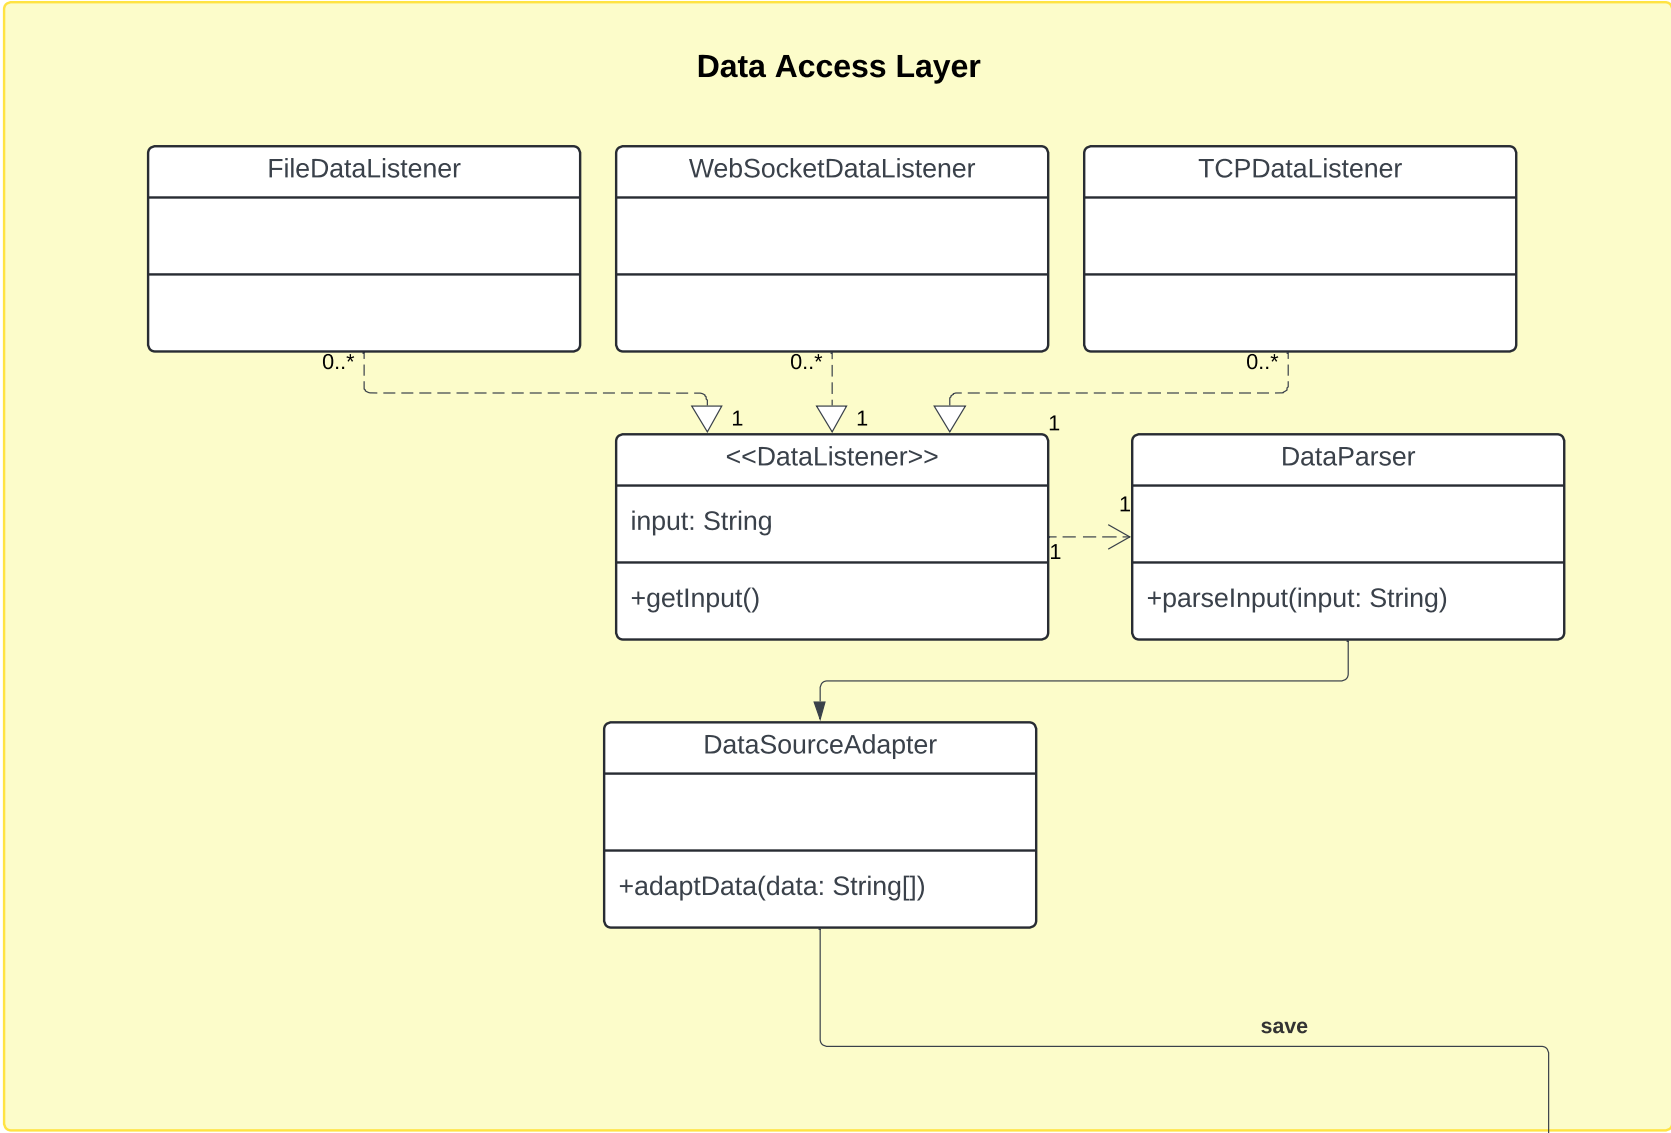 Data Access Layer
FileDataListener
WebSocketDataListener
TCPDataListener
0..*
0..*
0..*
1
1
1
<<DataListener>>
input: String
+getInput()
1
1
DataParser
+parseInput(input: String)
DataSourceAdapter
+adaptData(data: String[])
save